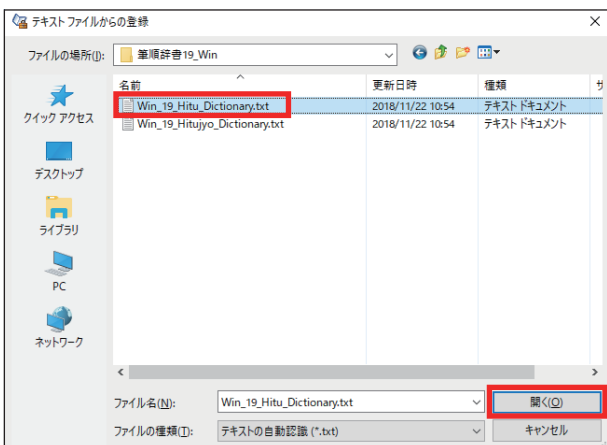 テキスト ファイルからの登録
ファイルの場所(I): 筆順辞書19_Win
名前 更新日時 種類 サ
Win_19_Hitu_Dictionary.txt 2018/11/22 10:54 テキスト ドキュメント
Win_19_Hitujyo_Dictionary.txt 2018/11/22 10:54 テキスト ドキュメント
クイック アクセス
デスクトップ
ライブラリ
PC
ネットワーク
ファイル名(N): Win_19_Hitu_Dictionary.txt 開く(O)
ファイルの種類(T): テキストの自動認識 (*.txt) キャンセル